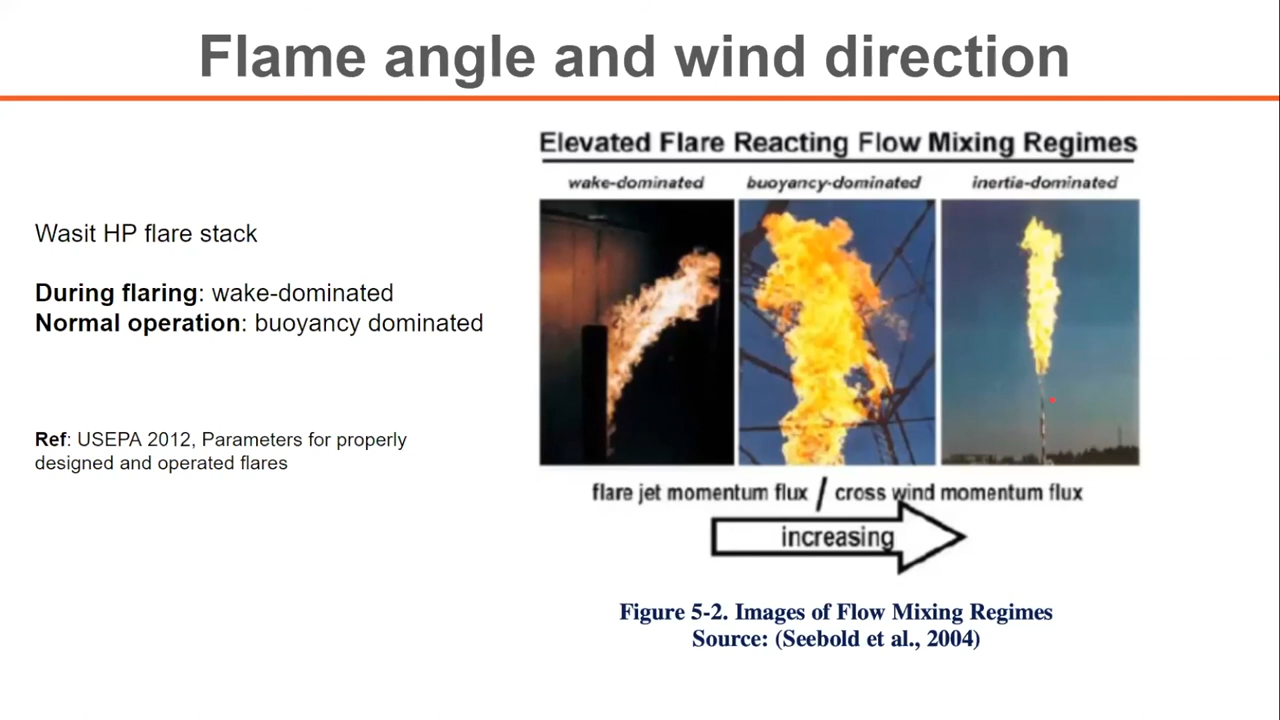 Flame angle and wind direction
Elevated Flare Reacting Flow Mixing Regimes
wake-dominated buoyancy-dominated inertia-dominated
Wasit HP flare stack
During flaring: wake-dominated
Normal operation: buoyancy dominated
Ref: USEPA 2012, Parameters for properly
designed and operated flares
flare jet momentum flux / cross wind momentum flux
increasing
Figure 5-2. Images of Flow Mixing Regimes
Source: (Seebold et al., 2004)